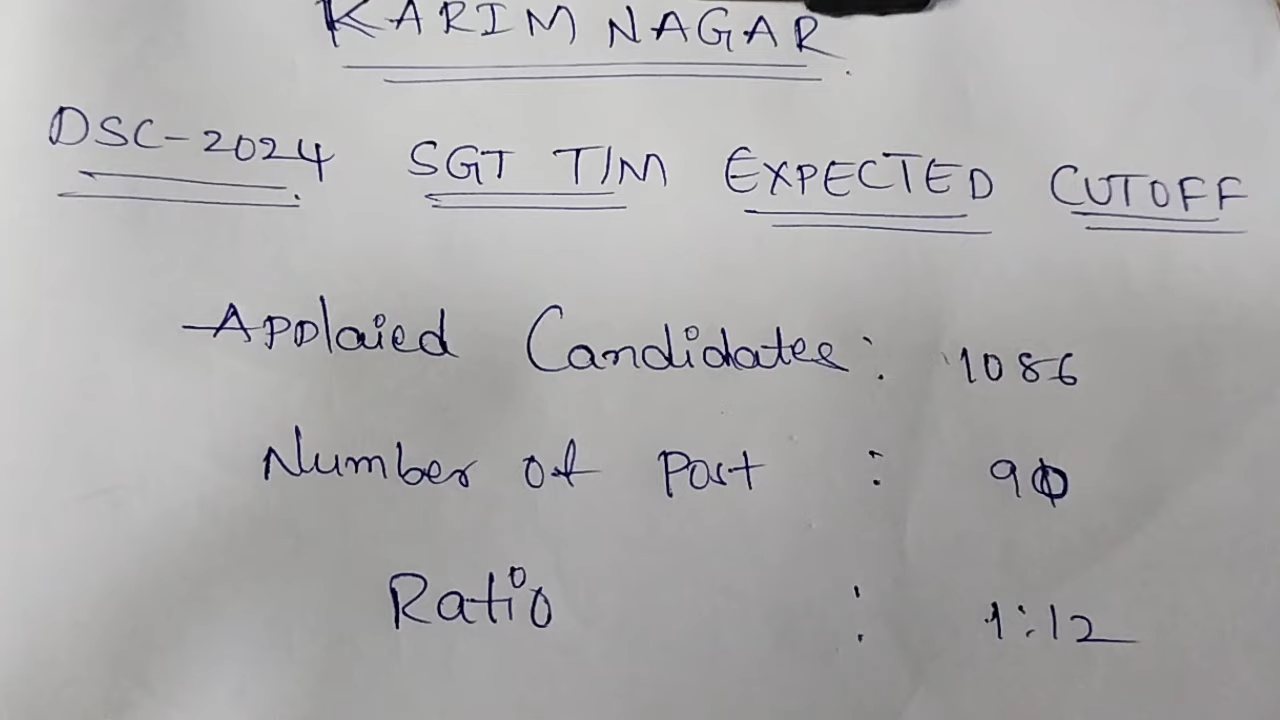 KARIM NAGAR
DSC-2024 SGT T/M EXPECTED CUTOFF
Applaied Candidates: 1086
Number of Post : 90
Ratio : 1:12